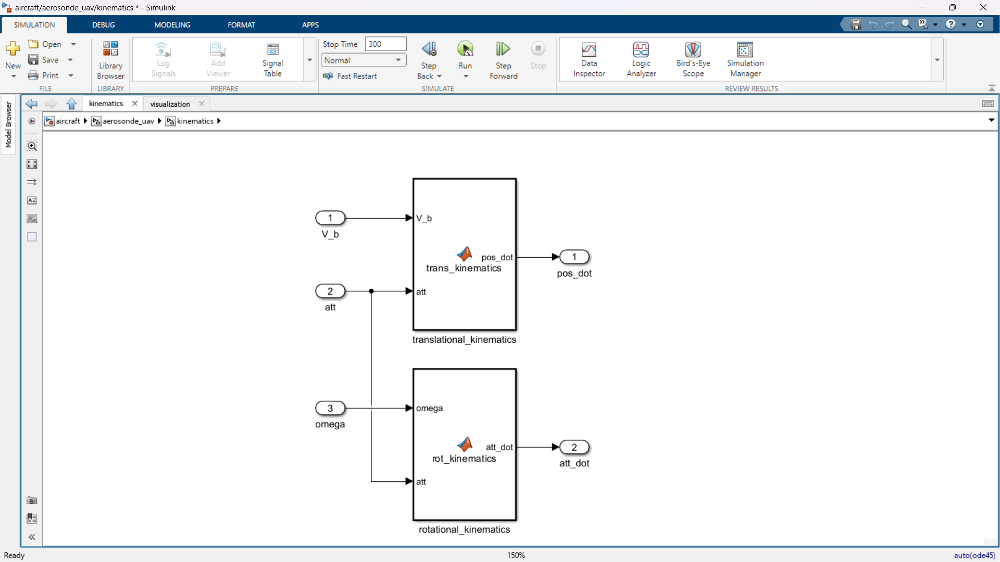 aircraft/aerosonde_uav/kinematics * - Simulink
SIMULATION DEBUG MODELING FORMAT APPS
New
Open
Save
Print
FILE
Library
Browser
LIBRARY
Log
Signals
Add
Viewer
Signal
Table
PREPARE
Stop Time 300
Normal
Fast Restart
Step
Back
Run
Step
Forward
Stop
SIMULATE
Data
Inspector
Logic
Analyzer
Bird's-Eye
Scope
Simulation
Manager
REVIEW RESULTS
Model Browser
kinematics
visualization
aircraft aerosonde_uav kinematics
1
V_b
V_b
pos_dot
trans_kinematics
1
pos_dot
2
att
att
translational_kinematics
3
omega
omega
att_dot
rot_kinematics
2
att_dot
att
rotational_kinematics
Ready
150%
auto(ode45)